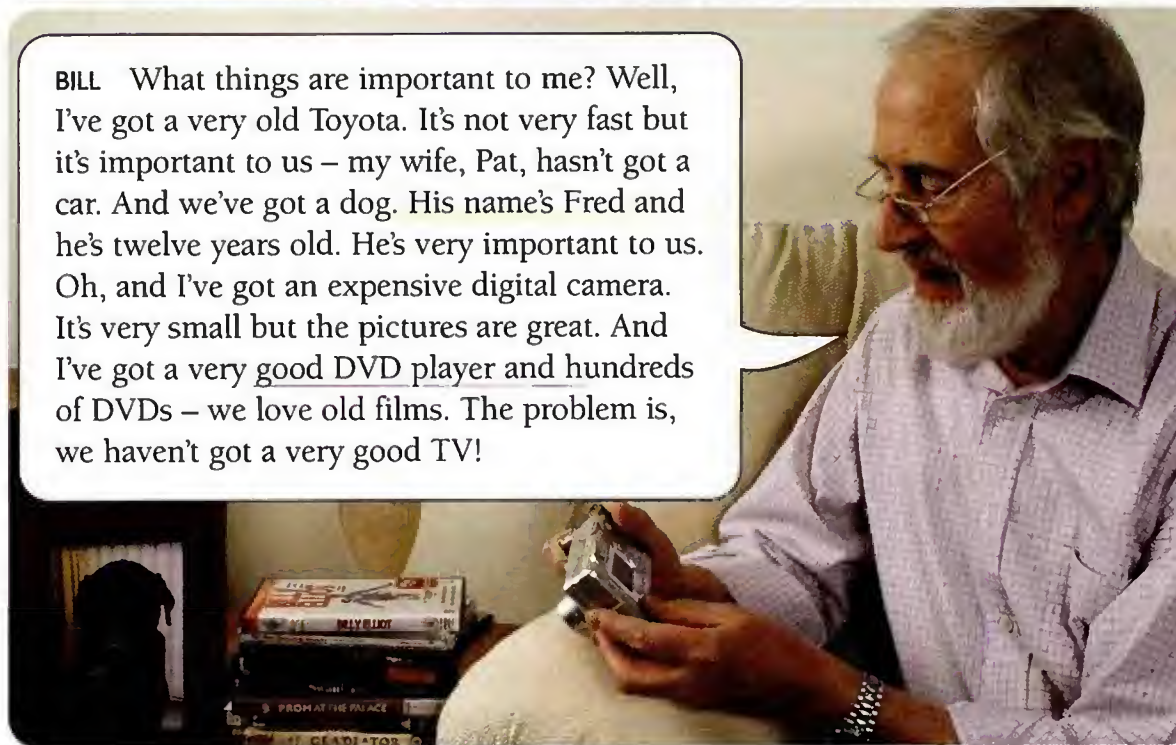 BILL What things are important to me? Well,
I've got a very old Toyota. It's not very fast but
it's important to us – my wife, Pat, hasn't got a
car. And we've got a dog. His name's Fred and
he's twelve years old. He's very important to us.
Oh, and I've got an expensive digital camera.
It's very small but the pictures are great. And
I've got a very good DVD player and hundreds
of DVDs – we love old films. The problem is,
we haven't got a very good TV!
BILLY ELLIOT
PROM AT THE PALACE
GLADIATOR